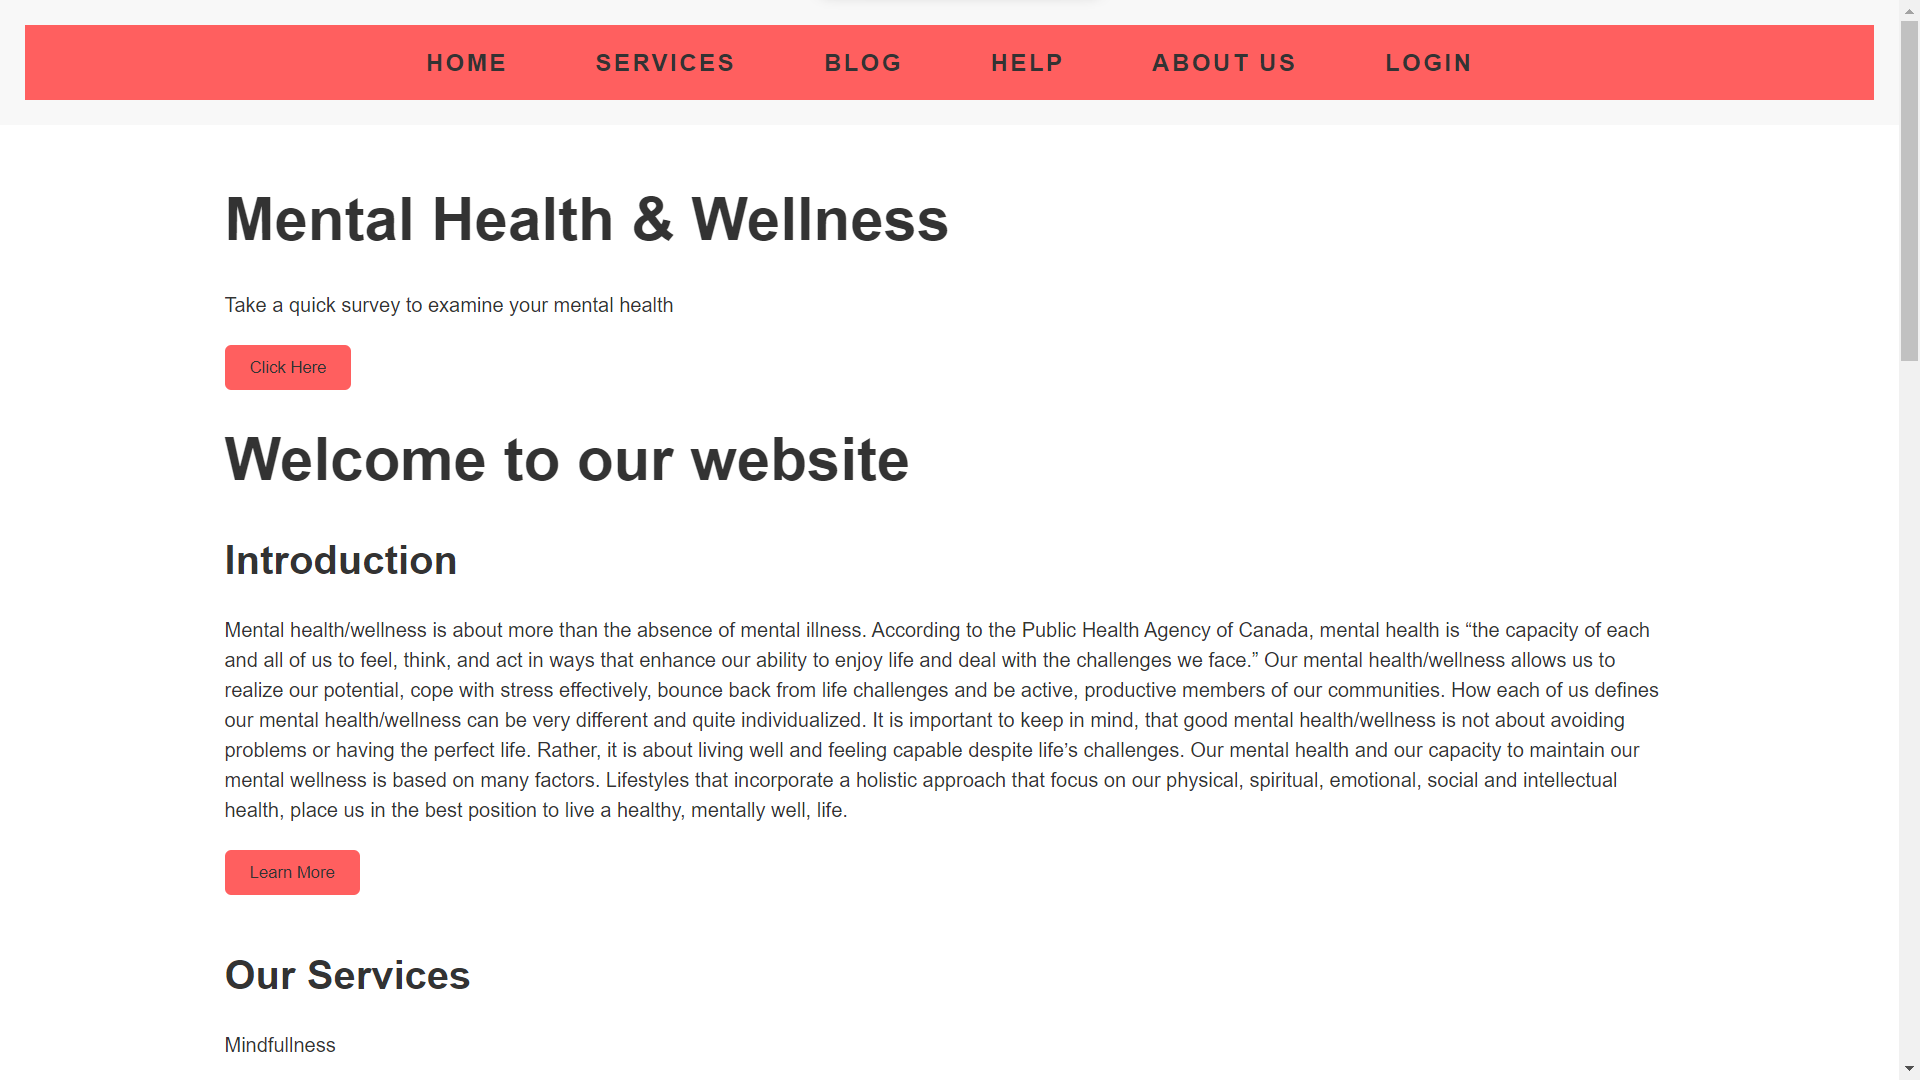 HOME SERVICES BLOG HELP ABOUT US LOGIN
Mental Health & Wellness
Take a quick survey to examine your mental health
Click Here
Welcome to our website
Introduction
Mental health/wellness is about more than the absence of mental illness. According to the Public Health Agency of Canada, mental health is “the capacity of each
and all of us to feel, think, and act in ways that enhance our ability to enjoy life and deal with the challenges we face.” Our mental health/wellness allows us to
realize our potential, cope with stress effectively, bounce back from life challenges and be active, productive members of our communities. How each of us defines
our mental health/wellness can be very different and quite individualized. It is important to keep in mind, that good mental health/wellness is not about avoiding
problems or having the perfect life. Rather, it is about living well and feeling capable despite life’s challenges. Our mental health and our capacity to maintain our
mental wellness is based on many factors. Lifestyles that incorporate a holistic approach that focus on our physical, spiritual, emotional, social and intellectual
health, place us in the best position to live a healthy, mentally well, life.
Learn More
Our Services
Mindfullness